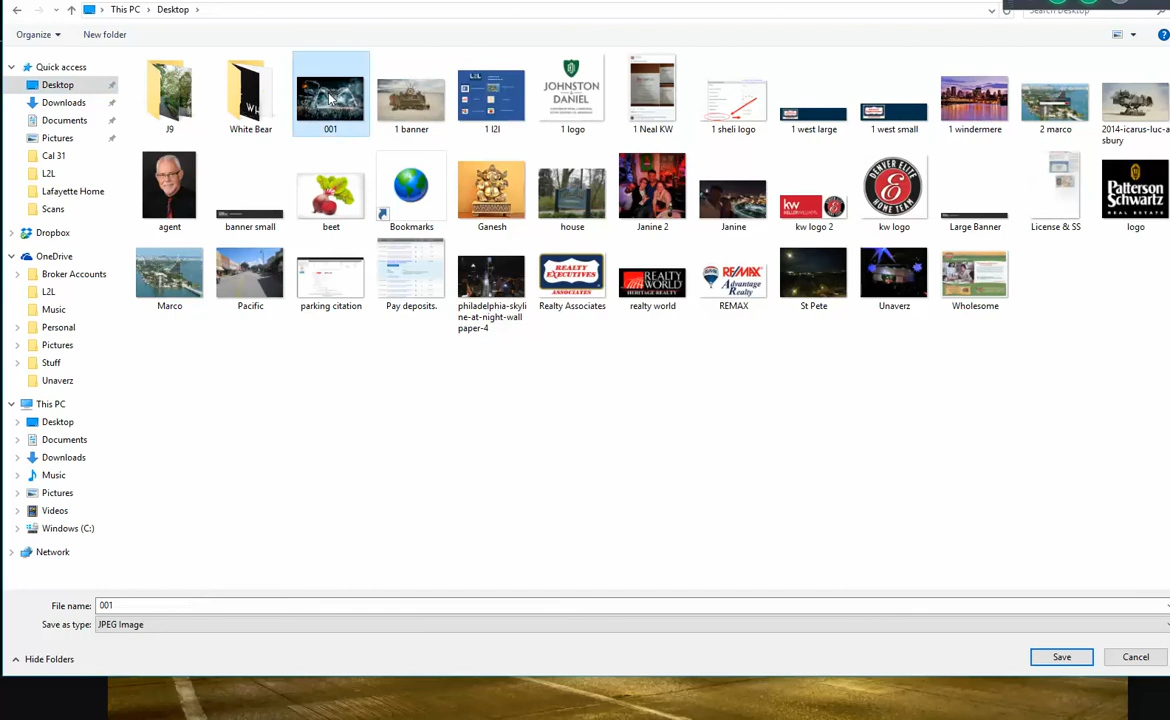 This PC > Desktop >
Search Desktop
Organize
New folder
Quick access
Desktop
Downloads
Documents
Pictures
Cal 31
L2L
Lafayette Home
Scans
Dropbox
OneDrive
Broker Accounts
L2L
Music
Personal
Pictures
Stuff
Unaverz
This PC
Desktop
Documents
Downloads
Music
Pictures
Videos
Windows (C:)
Network
J9
White Bear
001
1 banner
1 l2l
1 logo
1 Neal KW
1 sheli logo
1 west large
1 west small
1 windermere
2 marco
2014-icarus-luc-a
sbury
JOHNSTON
& DANIEL
agent
banner small
beet
Bookmarks
Ganesh
house
Janine 2
Janine
kw logo 2
kw logo
Large Banner
License & SS
logo
kw
DENVER ELITE
HOME TEAM
Patterson
Schwartz
REAL ESTATE
Marco
Pacific
parking citation
Pay deposits.
philadelphia-skyli
ne-at-night-wall
paper-4
Realty Associates
realty world
REMAX
St Pete
Unaverz
Wholesome
REALTY
EXECUTIVES
ASSOCIATES
REALTY
WORLD
RE/MAX
Advantage
Realty
File name: 001
Save as type: JPEG Image
Hide Folders
Save
Cancel